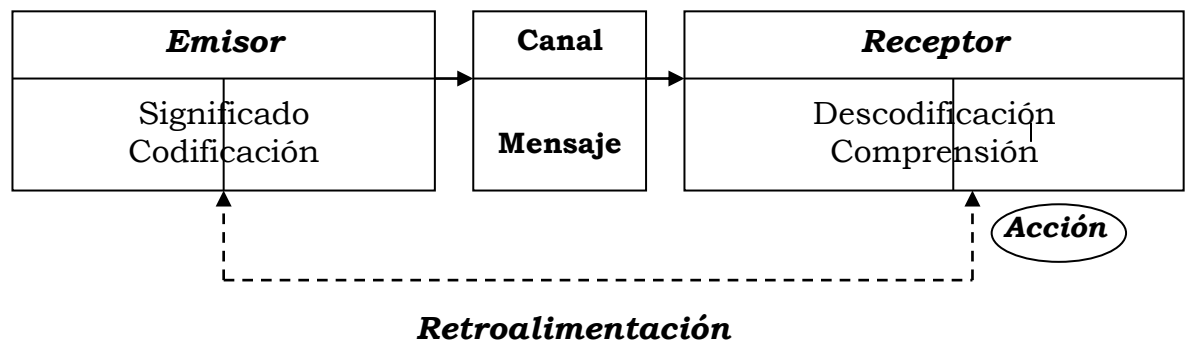 Emisor
Canal
Receptor
Significado
Codificación
Mensaje
Descodificación
Comprensión
Acción
Retroalimentación